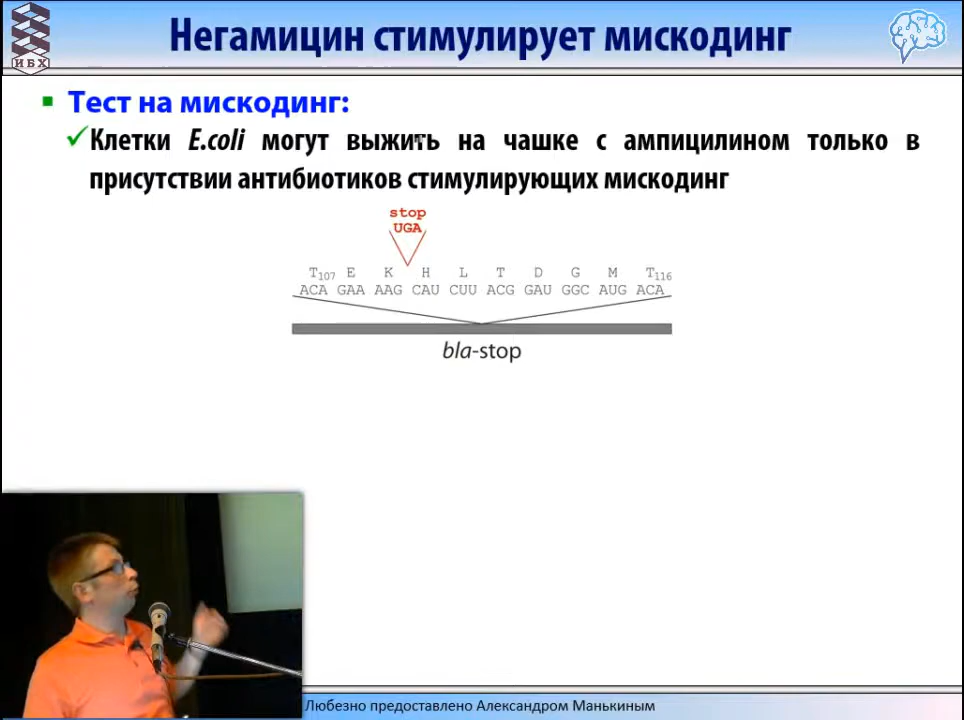 Негамицин стимулирует мискодинг
ИБХ
Тест на мискодинг:
Клетки E.coli могут выжить на чашке с ампицилином только в
присутствии антибиотиков стимулирующих мискодинг
stop
UGA
T107 E K H L T D G M T116
ACA GAA AAG CAU CUU ACG GAU GGC AUG ACA
bla-stop
Любезно предоставлено Александром Манькиным